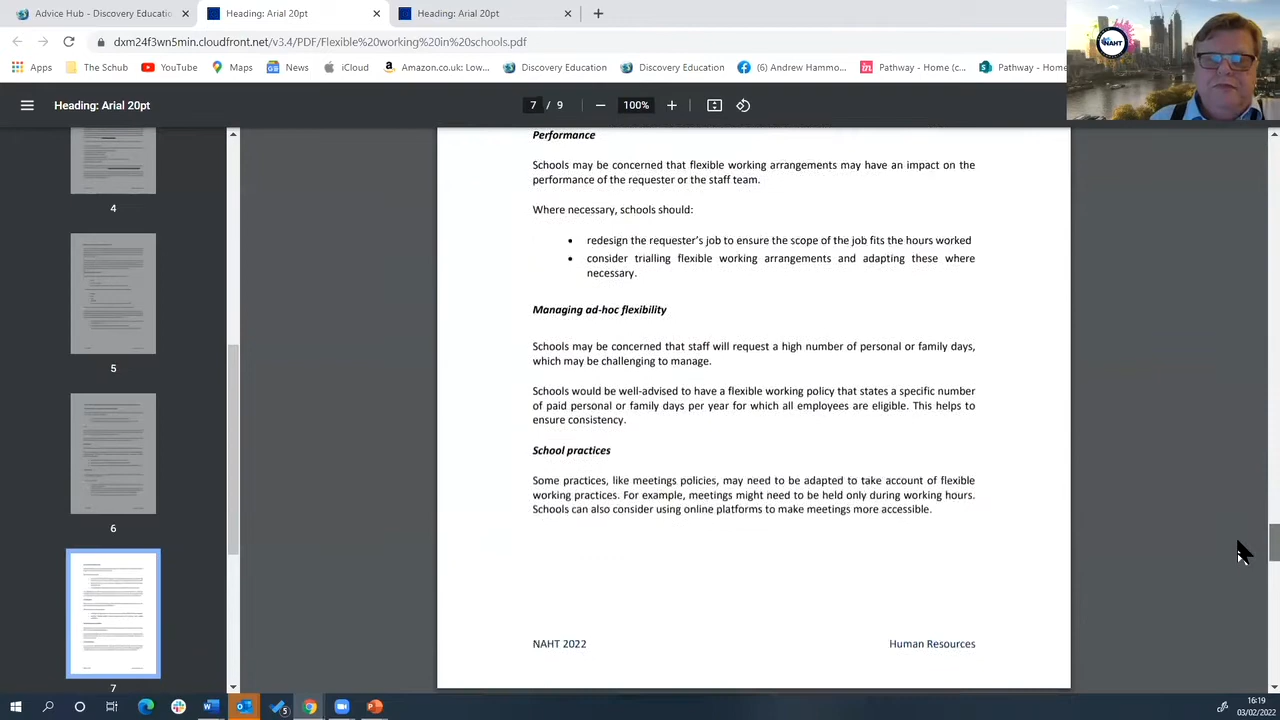 Advice Hub - Discovery Educati
Heading: Arial 20pt
Heading: Arial 20pt
dxm24f3wn5min.cloudfront.net/v3.4/PDF/Flexible%20working%20in%20schools.pdf
Apps
The Schub
YouTube
Maps
News
iCloud
Amazon.co.uk: Low...
Discovery Education
Discovery Education
(6) Andrew Hammo...
Pathway - Home (c...
Pathway - Hom
NAHT
Heading: Arial 20pt
7 / 9
100%
4
5
6
7
Performance
Schools may be concerned that flexible working arrangements may have an impact on the
performance of the requester or the staff team.
Where necessary, schools should:
• redesign the requester's job to ensure the scope of the job fits the hours worked
• consider trialling flexible working arrangements and adapting these where
necessary.
Managing ad-hoc flexibility
Schools may be concerned that staff will request a high number of personal or family days,
which may be challenging to manage.
Schools would be well-advised to have a flexible working policy that states a specific number
of paid personal or family days per year for which all employees are eligible. This helps to
ensure consistency.
School practices
Some practices, like meetings policies, may need to be adapted to take account of flexible
working practices. For example, meetings might need to be held only during working hours.
Schools can also consider using online platforms to make meetings more accessible.
NAHT 2022
Human Resources
16:19
03/02/2022